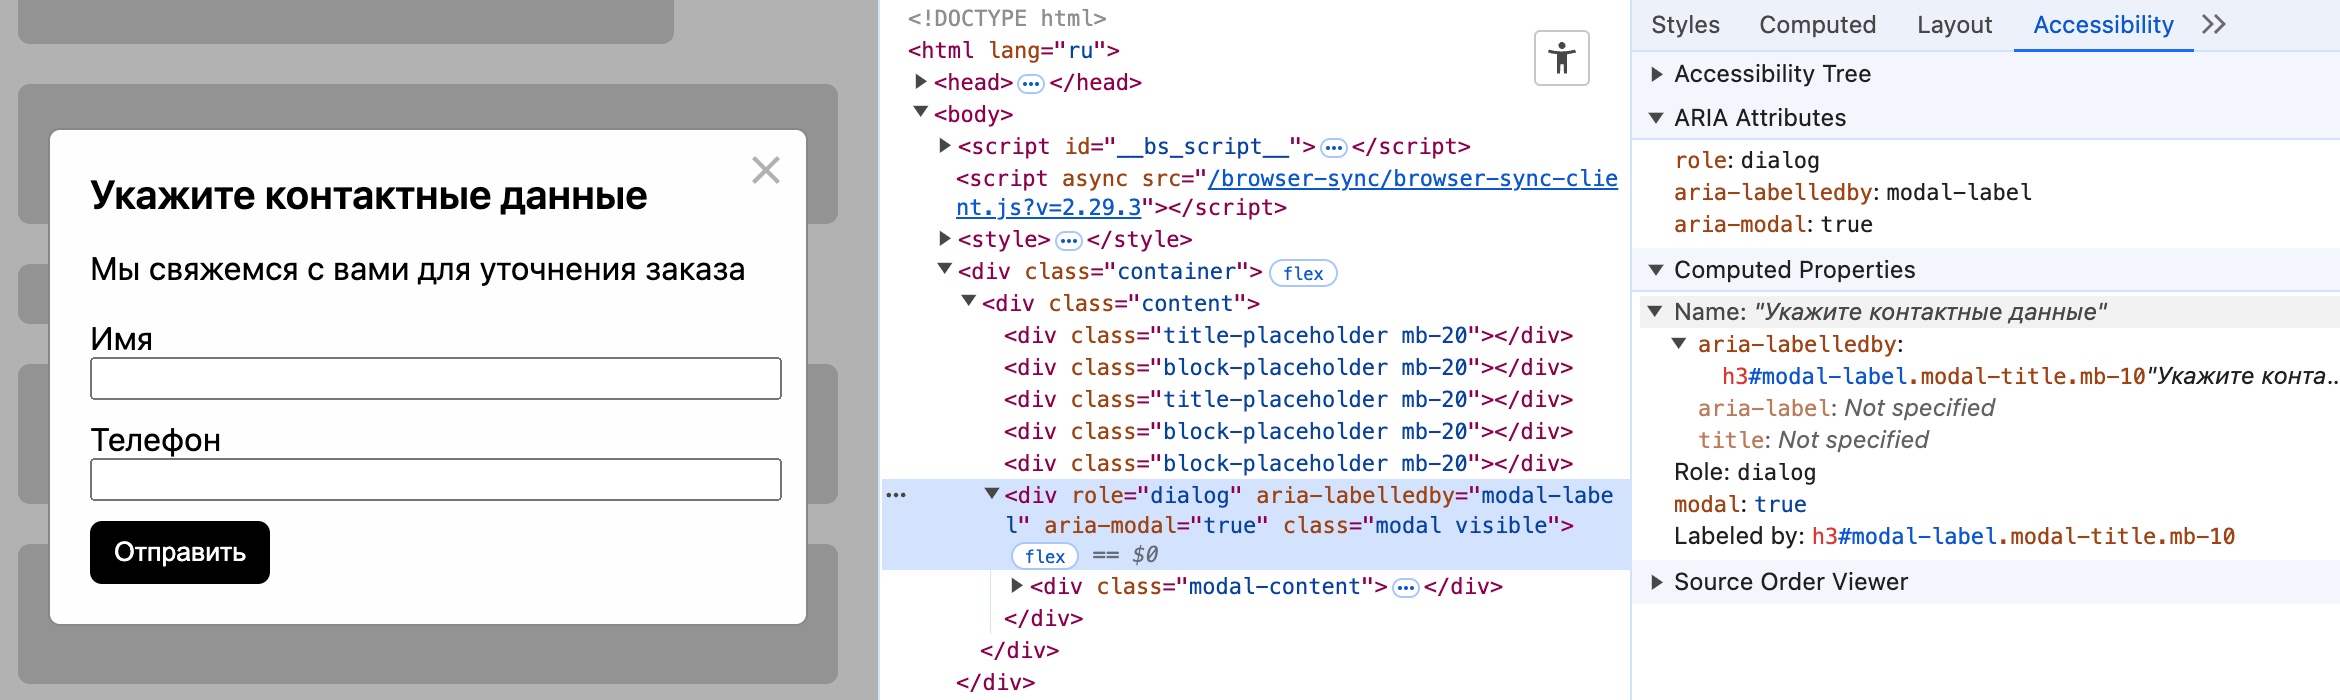 Укажите контактные данные
Мы свяжемся с вами для уточнения заказа
Имя
Телефон
Отправить
<!DOCTYPE html>
<html lang="ru">
<head> ••• </head>
<body>
<script id="__bs_script__"> ••• </script>
<script async src="/browser-sync/browser-sync-clie
nt.js?v=2.29.3"></script>
<style> ••• </style>
<div class="container"> flex
<div class="content">
<div class="title-placeholder mb-20"></div>
<div class="block-placeholder mb-20"></div>
<div class="title-placeholder mb-20"></div>
<div class="block-placeholder mb-20"></div>
<div class="block-placeholder mb-20"></div>
••• <div role="dialog" aria-labelledby="modal-labe
l" aria-modal="true" class="modal visible">
flex == $0
<div class="modal-content"> ••• </div>
</div>
</div>
</div>
Styles Computed Layout Accessibility
Accessibility Tree
ARIA Attributes
role: dialog
aria-labelledby: modal-label
aria-modal: true
Computed Properties
Name: "Укажите контактные данные"
aria-labelledby:
h3#modal-label.modal-title.mb-10"Укажите конта…
aria-label: Not specified
title: Not specified
Role: dialog
modal: true
Labeled by: h3#modal-label.modal-title.mb-10
Source Order Viewer